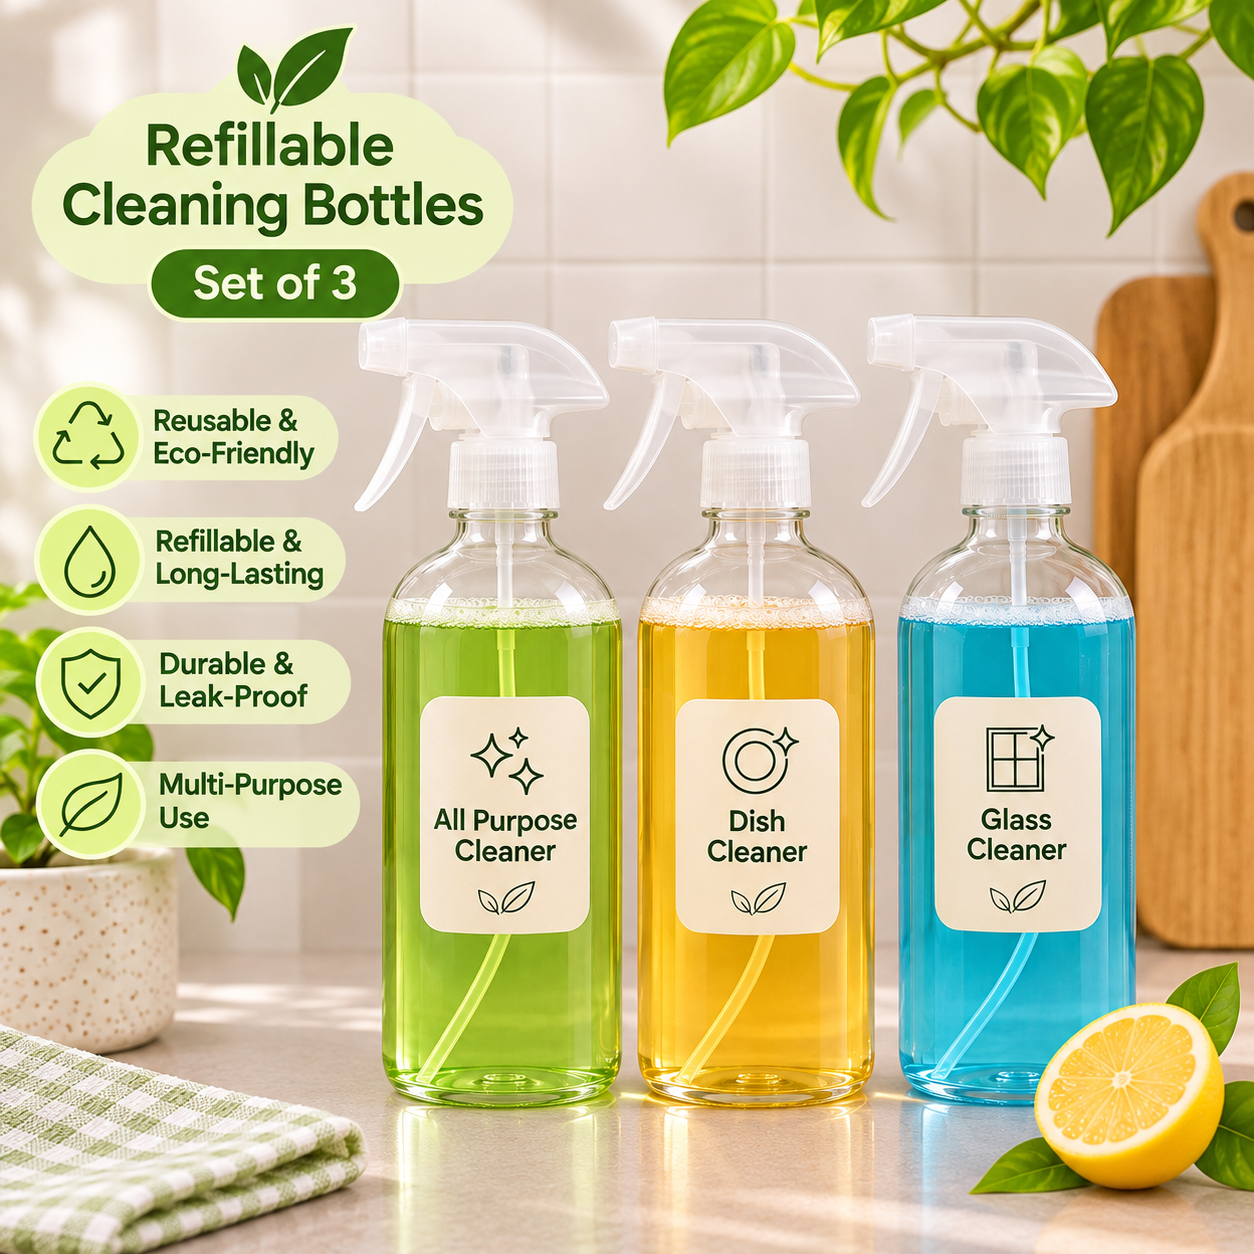 Refillable
Cleaning Bottles
Set of 3
Reusable &
Eco-Friendly
Refillable &
Long-Lasting
Durable &
Leak-Proof
Multi-Purpose
Use
All Purpose
Cleaner
Dish
Cleaner
Glass
Cleaner